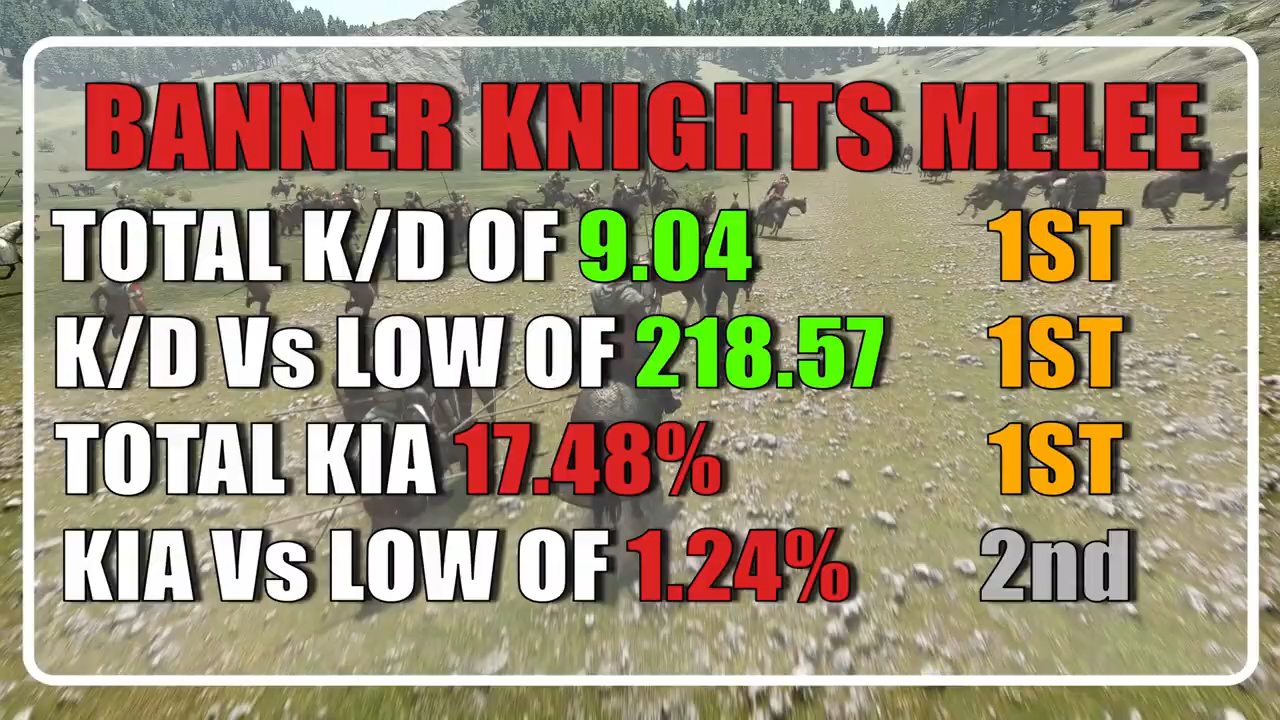 BANNER KNIGHTS MELEE
TOTAL K/D OF 9.04 1ST
K/D Vs LOW OF 218.57 1ST
TOTAL KIA 17.48% 1ST
KIA Vs LOW OF 1.24% 2nd